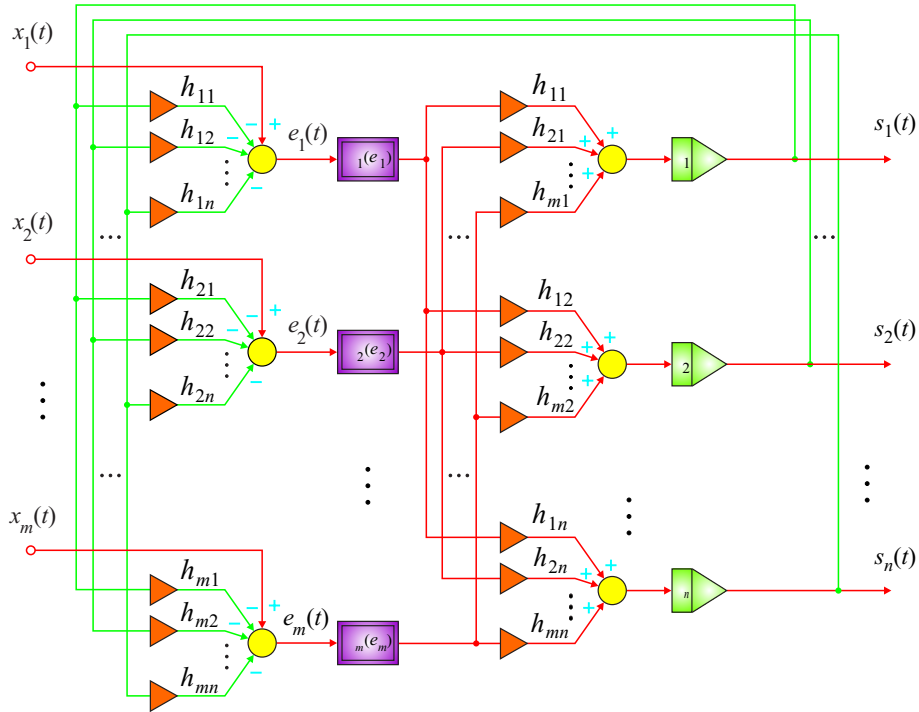 x₁(t)
h₁₁
h₁₂
h₁ₙ
e₁(t)
₁(e₁)
h₁₁
h₂₁
hₘ₁
1
s₁(t)
x₂(t)
h₂₁
h₂₂
h₂ₙ
e₂(t)
₂(e₂)
h₁₂
h₂₂
hₘ₂
2
s₂(t)
xₘ(t)
hₘ₁
hₘ₂
hₘₙ
eₘ(t)
ₘ(eₘ)
h₁ₙ
h₂ₙ
hₘₙ
n
sₙ(t)